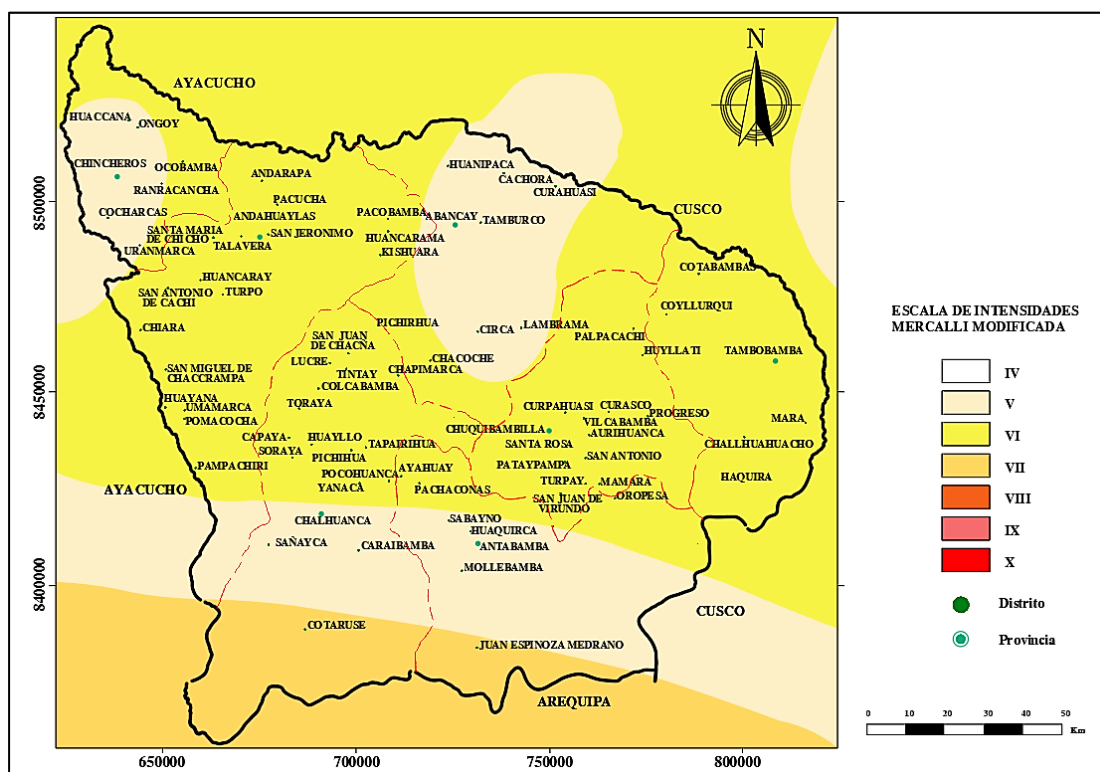 N
AYACUCHO
HUACCANA
ONGOY
CHINCHEROS
OCOBAMBA
RANRACANCHA
ANDARAPA
HUANIPACA
CACHORA
CURAHUASI
PACUCHA
COCHARCAS
ANDAHUAYLAS
PACOBAMBA
ABANCAY
TAMBURCO
CUSCO
SANTA MARIA
DE CHICHO
TALAVERA
SAN JERONIMO
HUANCARAMA
URANMARCA
KISHUARA
COTABAMBAS
HUANCARAY
SAN ANTONIO
DE CACHI
TURPO
COYLLURQUI
CHIARA
PICHIRHUA
CIRCA
LAMBRAMA
SAN JUAN
DE CHACÑA
PALPACACHI
HUYLLATI
TAMBOBAMBA
LUCRE
CHACOCHE
SAN MIGUEL DE
CHACCRAMPA
TINTAY
CHAPIMARCA
COLCABAMBA
HUAYANA
UMAMARCA
POMACOCHA
TORAYA
CURPAHUASI
CURASCO
PROGRESO
MARA
VILCABAMBA
CHUQUIBAMBILLA
AURIHUANCA
CAPAYA
HUAYLLO
TAPAIRIHUA
SANTA ROSA
CHALLHUAHUACHO
SORAYA
PICHIHUA
SAN ANTONIO
PAMPACHIRI
POCOHUANCA
AYAHUAY
PATAYPAMPA
HAQUIRA
AYACUCHO
YANACÀ
PACHACONAS
TURPAY
MAMARA
SAN JUAN DE
VIRUNDO
OROPESA
CHALHUANCA
SABAYNO
HUAQUIRCA
SAÑAYCA
CARAIBAMBA
ANTABAMBA
MOLLEBAMBA
CUSCO
COTARUSE
JUAN ESPINOZA MEDRANO
AREQUIPA
8500000
8450000
8400000
650000
700000
750000
800000
ESCALA DE INTENSIDADES
MERCALLI MODIFICADA
IV
V
VI
VII
VIII
IX
X
Distrito
Provincia
0 10 20 30 40 50
Km